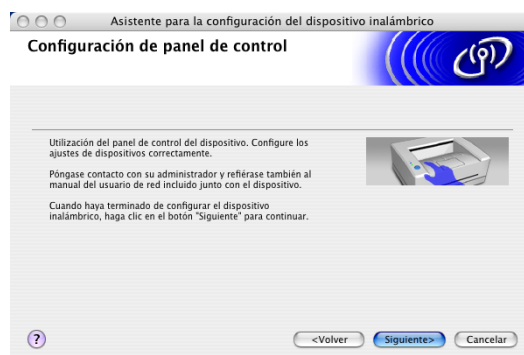 Asistente para la configuración del dispositivo inalámbrico
Configuración de panel de control
Utilización del panel de control del dispositivo. Configure los
ajustes de dispositivos correctamente.
Póngase contacto con su administrador y refiérase también al
manual del usuario de red incluido junto con el dispositivo.
Cuando haya terminado de configurar el dispositivo
inalámbrico, haga clic en el botón "Siguiente" para continuar.
? <Volver Siguiente> Cancelar